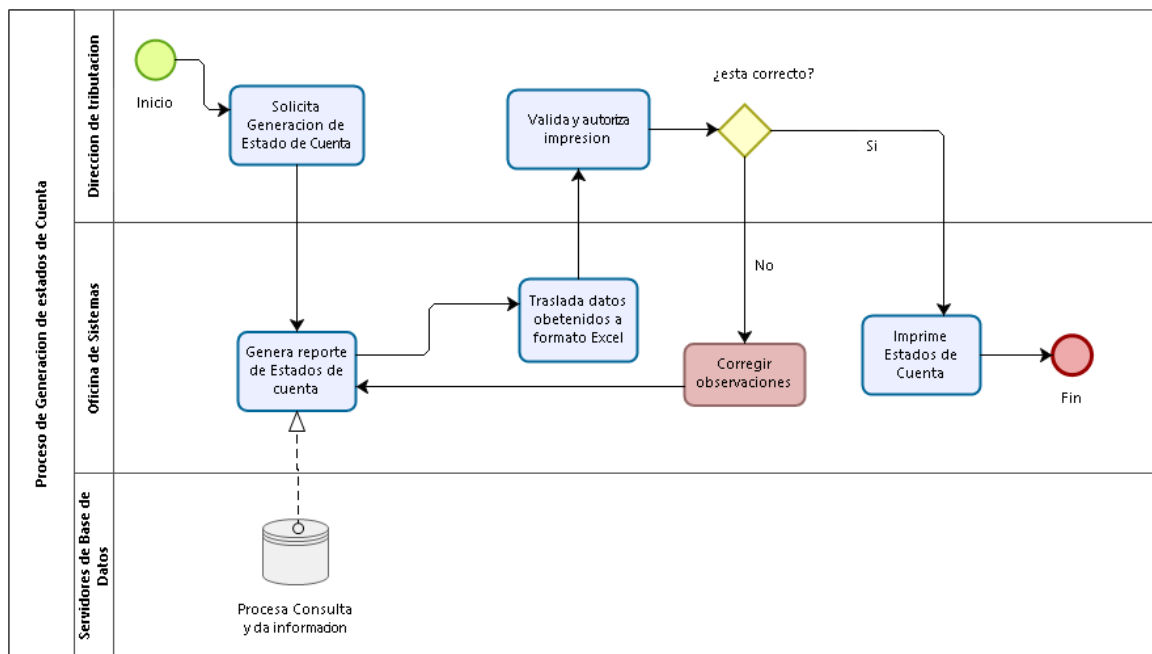 Proceso de Generacion de estados de Cuenta
Direccion de tributacion
Inicio
Solicita
Generacion de
Estado de Cuenta
Valida y autoriza
impresion
¿esta correcto?
Si
Oficina de Sistemas
Genera reporte
de Estados de
cuenta
Traslada datos
obetenidos a
formato Excel
No
Corregir
observaciones
Imprime
Estados de
Cuenta
Fin
Servidores de Base de
Datos
Procesa Consulta
y da informacion